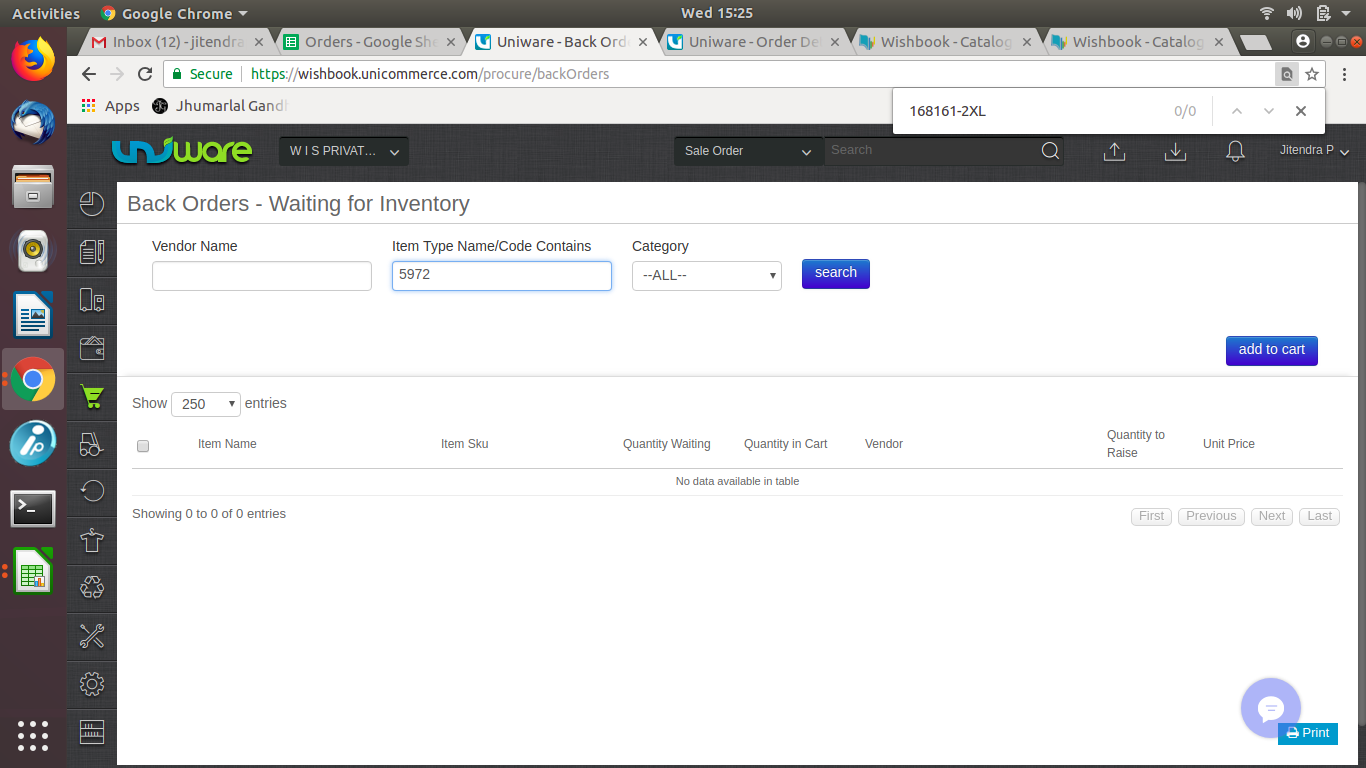 Activities Google Chrome Wed 15:25
Inbox (12) - jitendra Orders - Google She Uniware - Back Orde Uniware - Order Det Wishbook - Catalog Wishbook - Catalog
Secure https://wishbook.unicommerce.com/procure/backOrders
Apps Jhumarlal Gandh
168161-2XL 0/0
uniware W I S PRIVAT... Sale Order Search Jitendra P
Back Orders - Waiting for Inventory
Vendor Name Item Type Name/Code Contains Category
5972 --ALL-- search
add to cart
Show 250 entries
Item Name Item Sku Quantity Waiting Quantity in Cart Vendor Quantity to Raise Unit Price
No data available in table
Showing 0 to 0 of 0 entries First Previous Next Last
Print